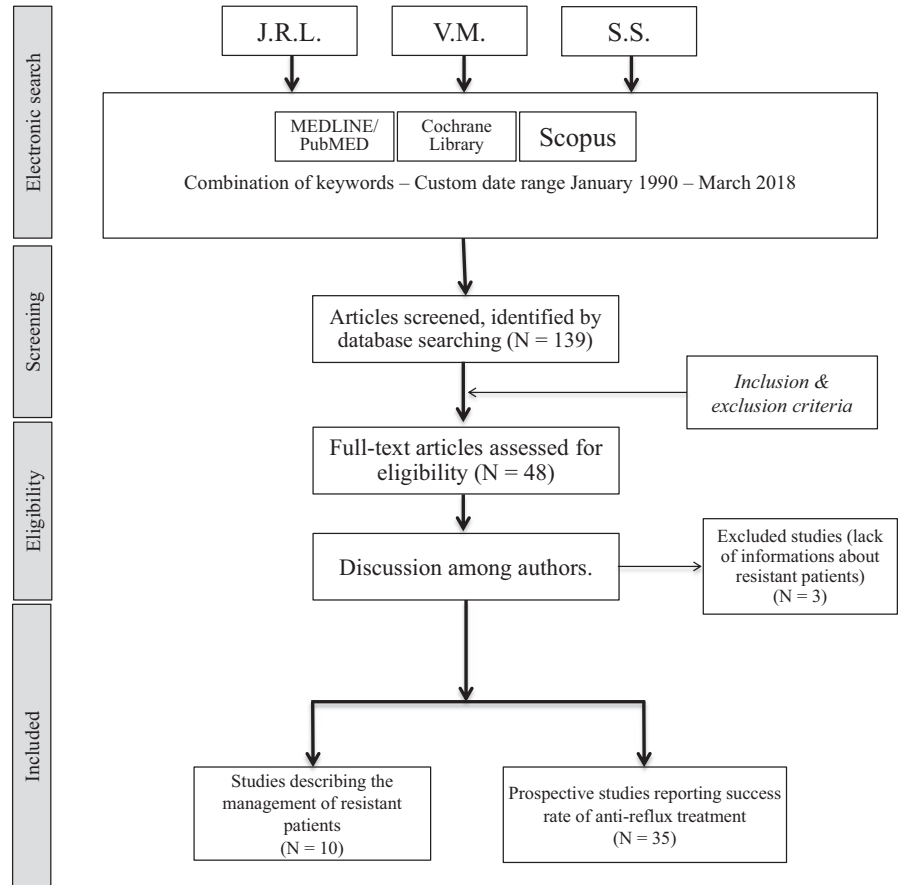 Electronic search
J.R.L.
V.M.
S.S.
MEDLINE/
PubMED
Cochrane
Library
Scopus
Combination of keywords – Custom date range January 1990 – March 2018
Screening
Articles screened, identified by
database searching (N = 139)
Inclusion &
exclusion criteria
Eligibility
Full-text articles assessed for
eligibility (N = 48)
Discussion among authors.
Excluded studies (lack
of informations about
resistant patients)
(N = 3)
Included
Studies describing the
management of resistant
patients
(N = 10)
Prospective studies reporting success
rate of anti-reflux treatment
(N = 35)